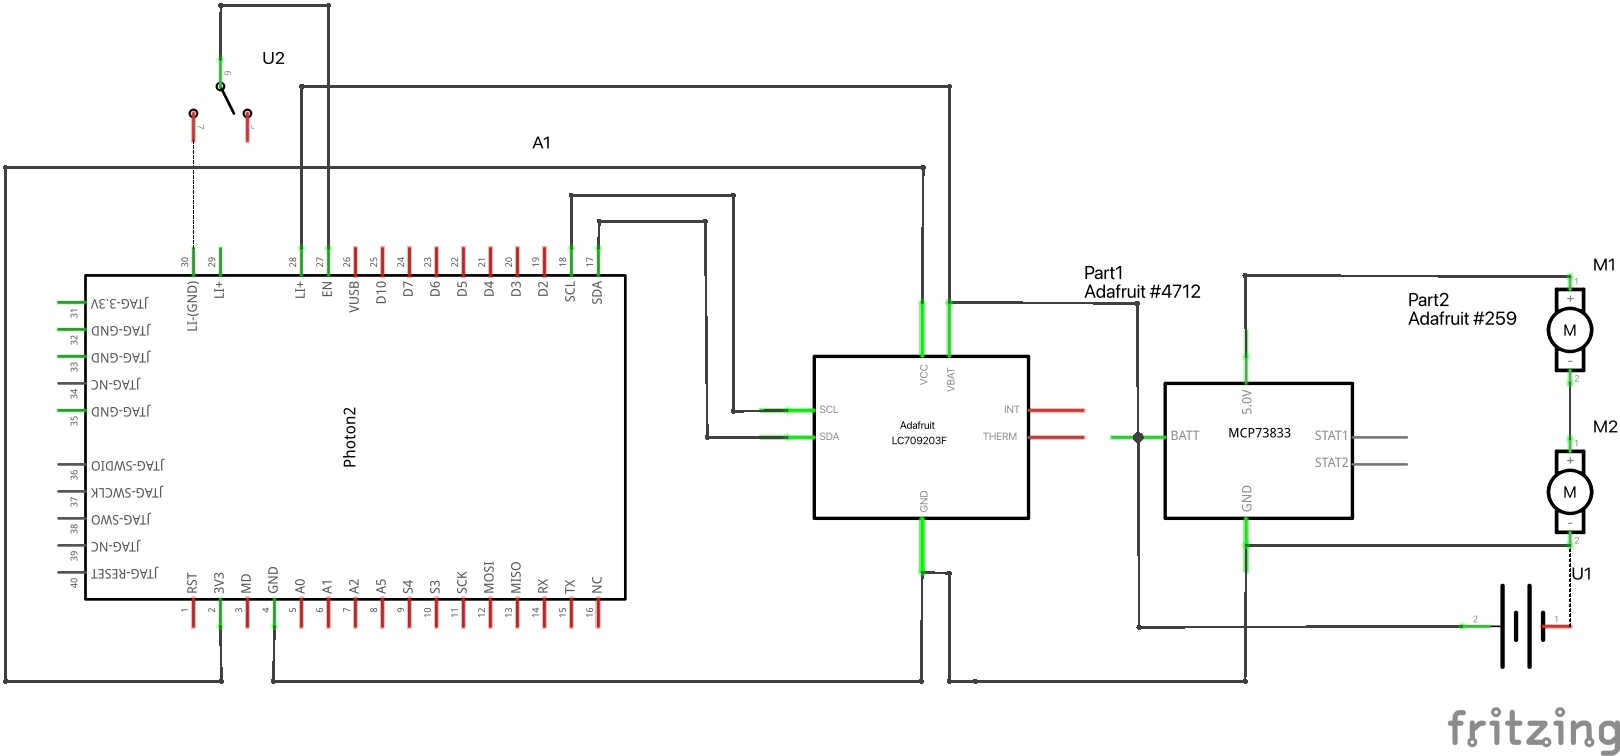 6
U2
7
A1
30
29
28
27
26
25
24
23
22
21
20
19
18
17
LI-(GND)
LI+
LI+
EN
VUSB
D10
D7
D6
D5
D4
D3
D2
SCL
SDA
31
JTAG-3.3V
32
JTAG-GND
33
JTAG-GND
34
JTAG-NC
35
JTAG-GND
36
JTAG-SWDIO
37
JTAG-SWCLK
38
JTAG-SWO
39
JTAG-NC
40
JTAG-RESET
Photon2
RST
3V3
MD
GND
A0
A1
A2
A5
S4
S3
SCK
MOSI
MISO
RX
TX
NC
1
2
3
4
5
6
7
8
9
10
11
12
13
14
15
16
VCC
VBAT
SCL
SDA
Adafruit
LC709203F
INT
THERM
GND
Part1
Adafruit #4712
Part2
Adafruit #259
5.0V
BATT
MCP73833
STAT1
STAT2
GND
M1
1
+
M
-
2
M2
1
+
M
-
2
U1
2
1
fritzing